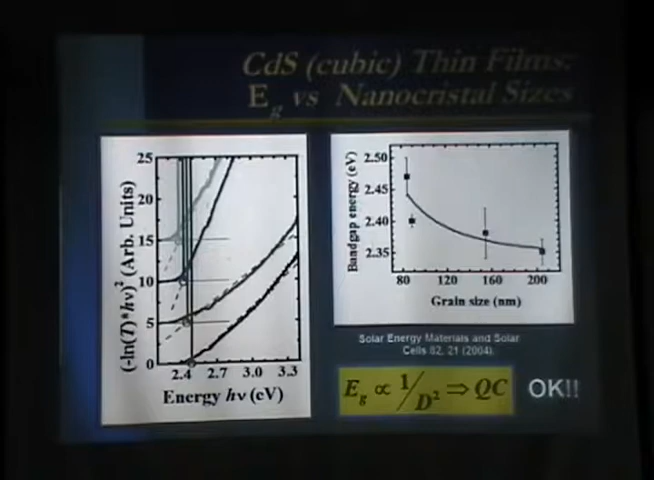 CdS (cubic) Thin Films:
Eg vs Nanocristal Sizes
25
20
15
10
5
0
(-ln(T)*hν)² (Arb. Units)
2.4 2.7 3.0 3.3
Energy hν (eV)
2.50
2.45
2.40
2.35
Bandgap energy (eV)
80 120 160 200
Grain size (nm)
Solar Energy Materials and Solar
Cells 82, 21 (2004).
Eg ∝ 1/D² ⇒ QC OK!!